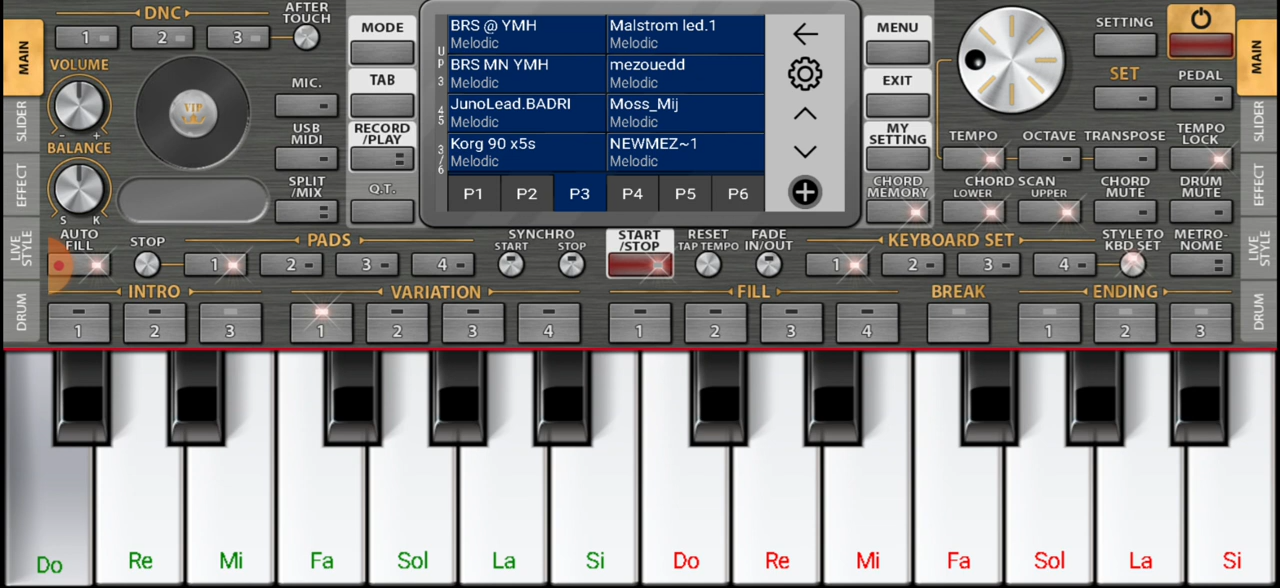 DNC
AFTER
TOUCH
1
2
3
MAIN
SLIDER
EFFECT
LIVE
STYLE
DRUM
VOLUME
- +
BALANCE
S K
VIP
MIC.
USB
MIDI
SPLIT
/MIX
MODE
TAB
RECORD
/PLAY
Q.T.
U
P
3
4
5
3
/
6
BRS @ YMH
Melodic
Malstrom led.1
Melodic
BRS MN YMH
Melodic
mezouedd
Melodic
JunoLead.BADRI
Melodic
Moss_Mij
Melodic
Korg 90 x5s
Melodic
NEWMEZ~1
Melodic
P1 P2 P3 P4 P5 P6
MENU
EXIT
MY
SETTING
CHORD
MEMORY
SETTING
SET
PEDAL
TEMPO
OCTAVE
TRANSPOSE
TEMPO
LOCK
CHORD SCAN
LOWER UPPER
CHORD
MUTE
DRUM
MUTE
MAIN
SLIDER
EFFECT
LIVE
STYLE
DRUM
AUTO
FILL
STOP
PADS
1
2
3
4
SYNCHRO
START STOP
START
/STOP
RESET
TAP TEMPO
FADE
IN/OUT
KEYBOARD SET
1
2
3
4
STYLE TO
KBD SET
METRO-
NOME
INTRO
1 2 3
VARIATION
1 2 3 4
FILL
1 2 3 4
BREAK
ENDING
1 2 3
Do Re Mi Fa Sol La Si Do Re Mi Fa Sol La Si